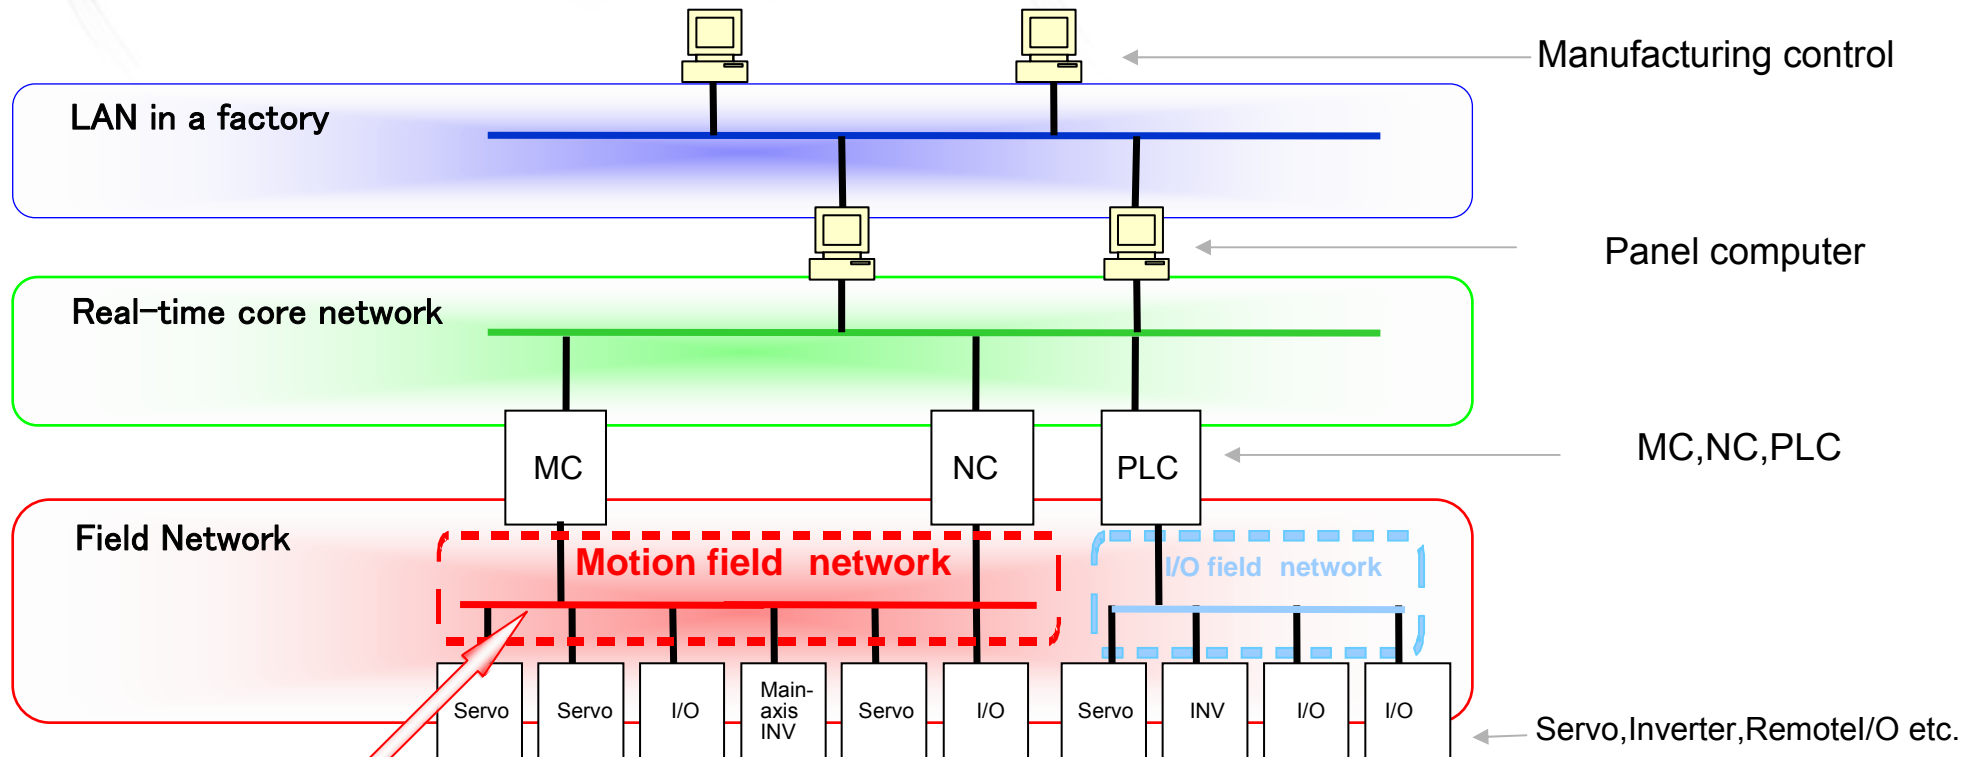 Manufacturing control
LAN in a factory
Panel computer
Real-time core network
MC
NC
PLC
MC,NC,PLC
Field Network
Motion field network
I/O field network
Servo
Servo
I/O
Main-
axis
INV
Servo
I/O
Servo
INV
I/O
I/O
Servo,Inverter,RemoteI/O etc.